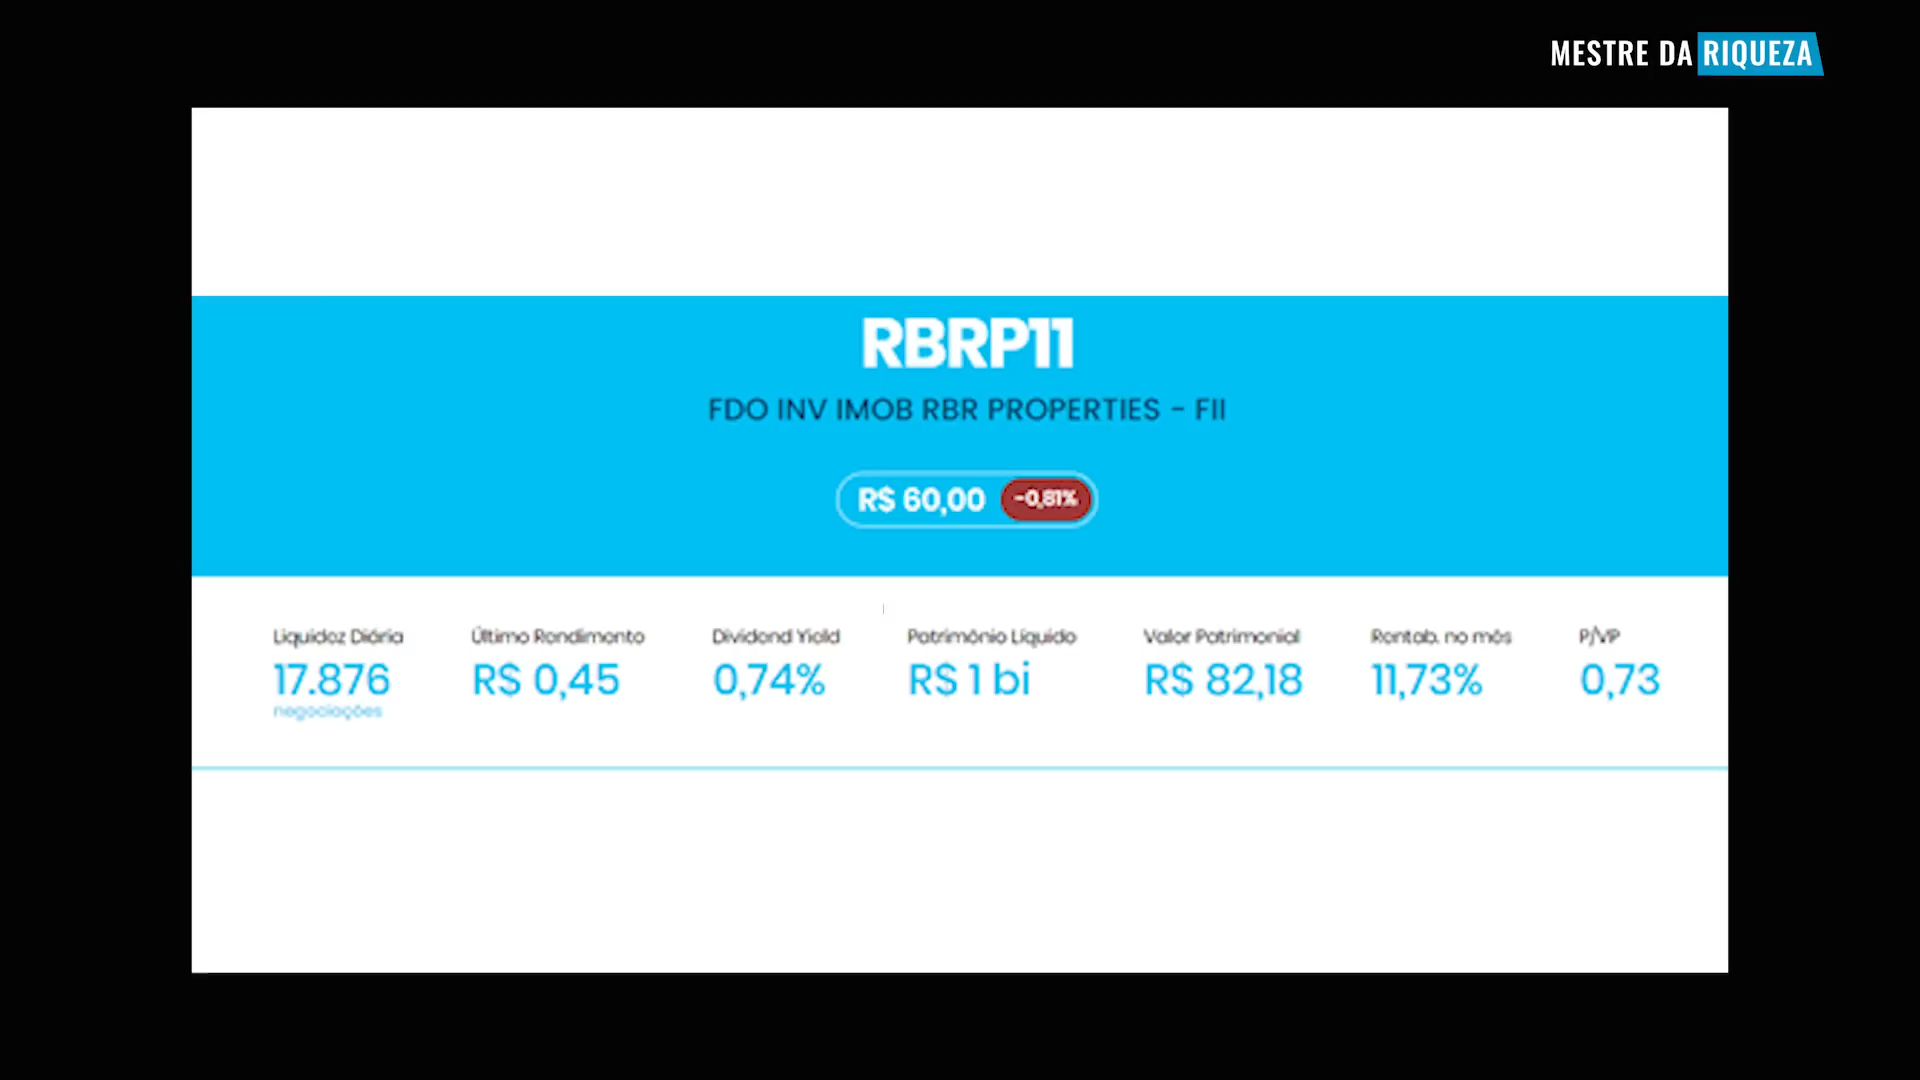 MESTRE DA RIQUEZA
RBRP11
FDO INV IMOB RBR PROPERTIES - FII
R$ 60,00 -0,81%
Liquidez Diária Último Rendimento Dividend Yield Patrimônio Líquido Valor Patrimonial Rentab. no mês P/VP
17.876 R$ 0,45 0,74% R$ 1 bi R$ 82,18 11,73% 0,73
negociações